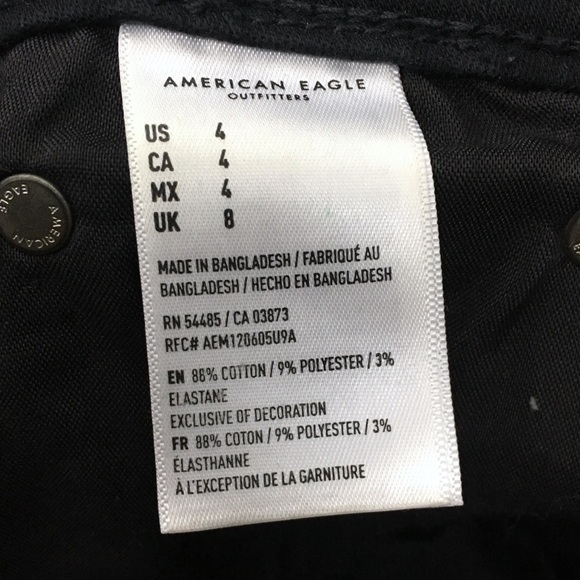 AMERICAN EAGLE
OUTFITTERS
US 4
CA 4
MX 4
UK 8
MADE IN BANGLADESH / FABRIQUÉ AU
BANGLADESH / HECHO EN BANGLADESH
RN 54485 / CA 03873
RFC# AEM120605U9A
EN 88% COTTON / 9% POLYESTER / 3%
ELASTANE
EXCLUSIVE OF DECORATION
FR 88% COTON / 9% POLYESTER / 3%
ÉLASTHANNE
À L'EXCEPTION DE LA GARNITURE
AMERICAN
EAGLE